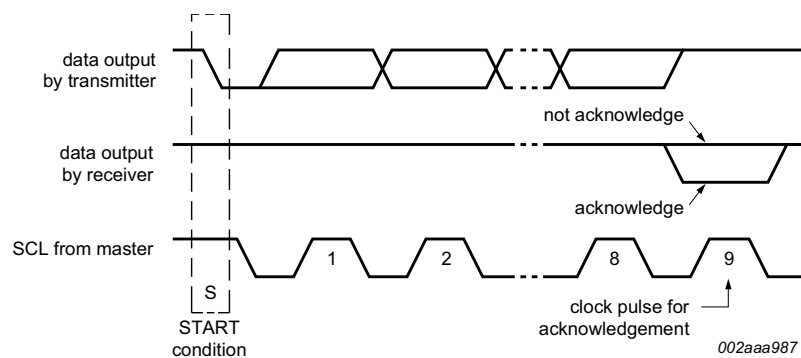 data output
by transmitter
not acknowledge
data output
by receiver
acknowledge
SCL from master
1
2
8
9
S
START
condition
clock pulse for
acknowledgement
002aaa987